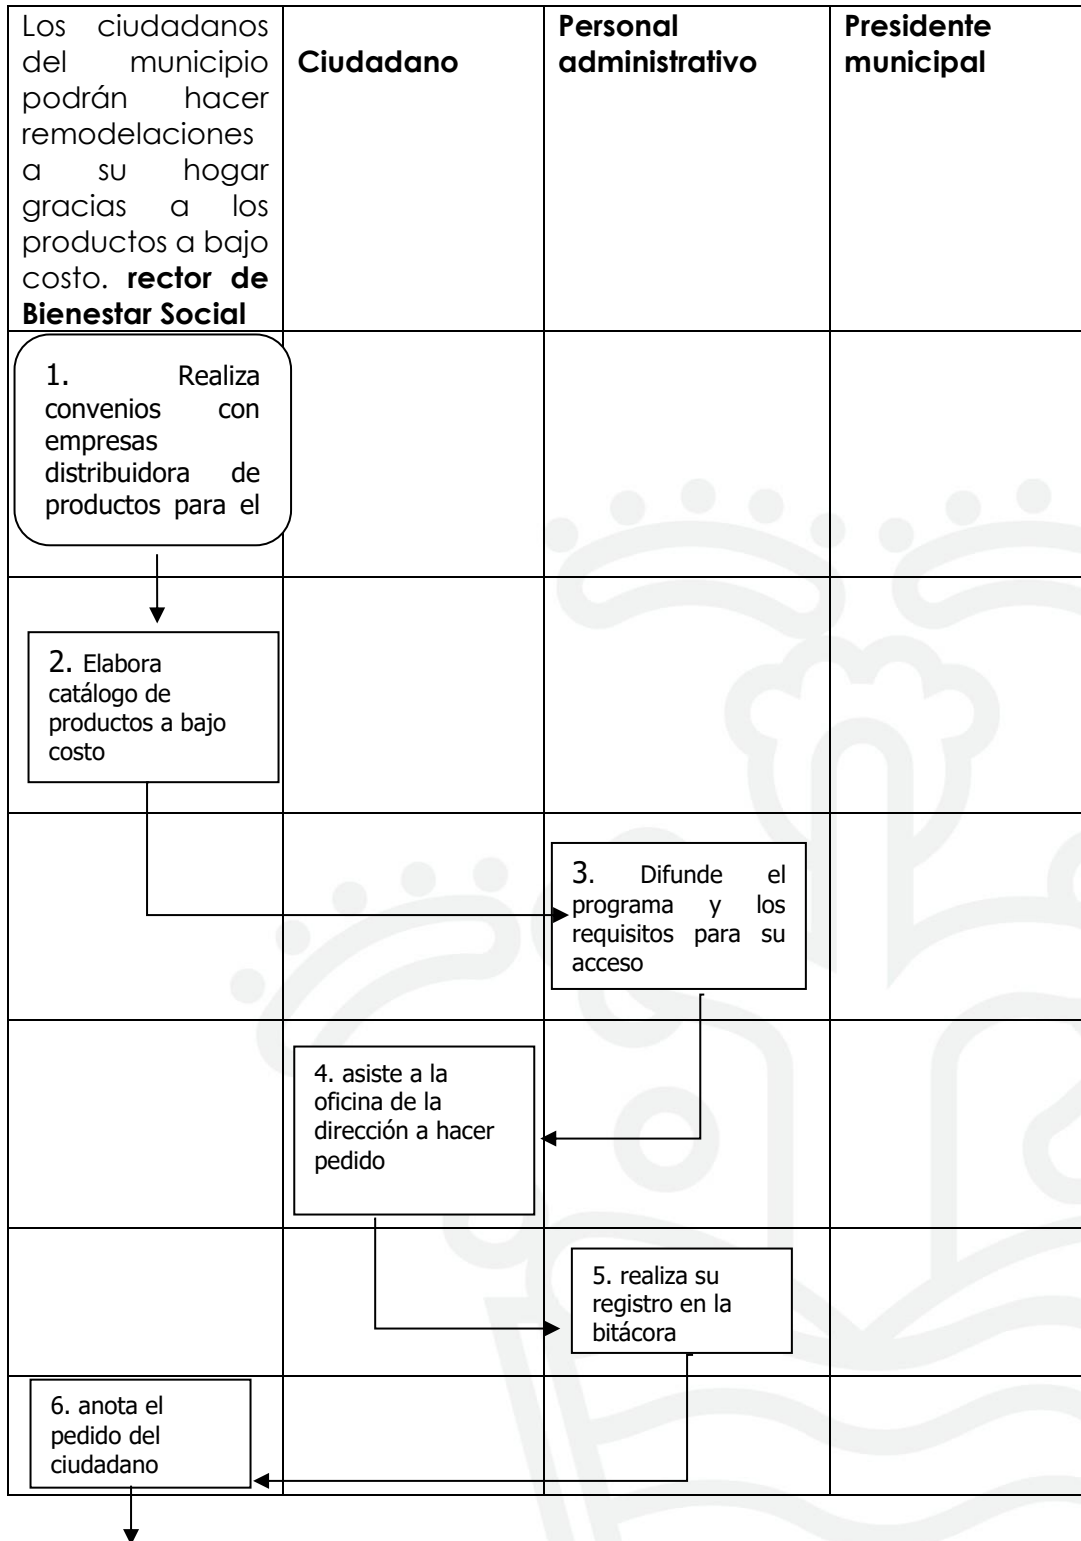 Los ciudadanos
del municipio
podrán hacer
remodelaciones
a su hogar
gracias a los
productos a bajo
costo. rector de
Bienestar Social
Ciudadano
Personal
administrativo
Presidente
municipal
1. Realiza
convenios con
empresas
distribuidora de
productos para el
2. Elabora
catálogo de
productos a bajo
costo
3. Difunde el
programa y los
requisitos para su
acceso
4. asiste a la
oficina de la
dirección a hacer
pedido
5. realiza su
registro en la
bitácora
6. anota el
pedido del
ciudadano